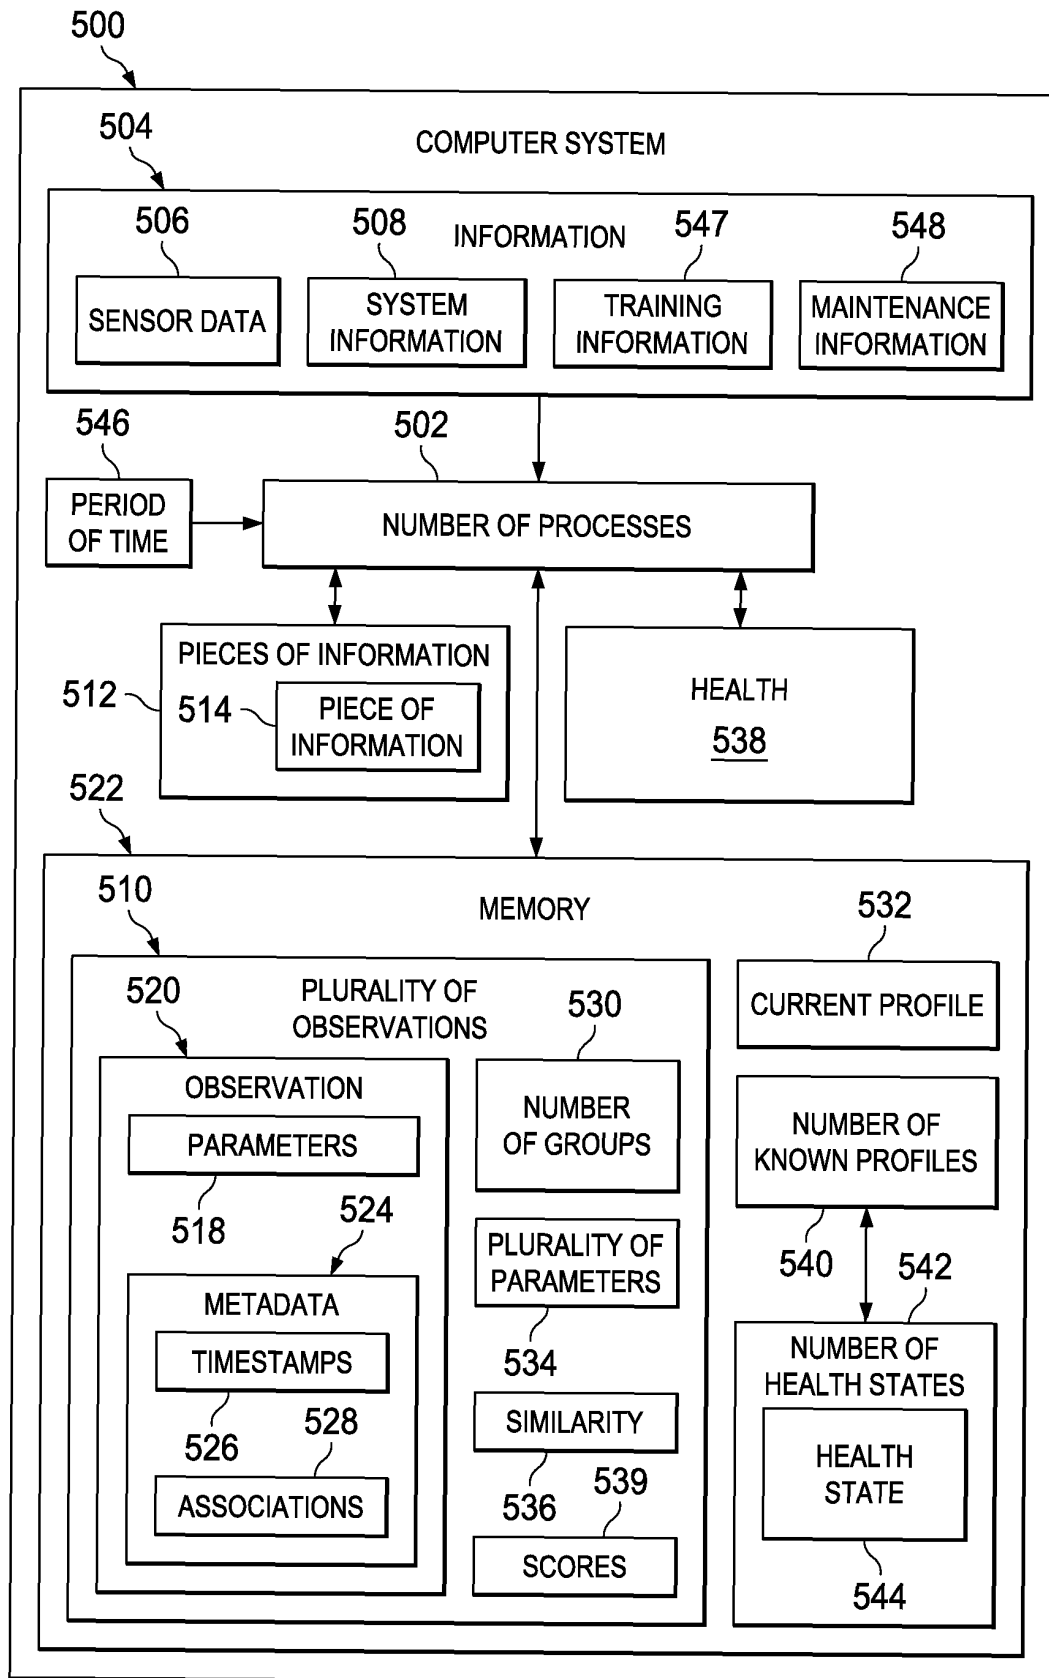 500
COMPUTER SYSTEM
504
INFORMATION
506
SENSOR DATA
508
SYSTEM
INFORMATION
547
TRAINING
INFORMATION
548
MAINTENANCE
INFORMATION
546
PERIOD
OF TIME
502
NUMBER OF PROCESSES
PIECES OF INFORMATION
512
514
PIECE OF
INFORMATION
HEALTH
538
522
MEMORY
510
PLURALITY OF
OBSERVATIONS
520
OBSERVATION
PARAMETERS
518
524
METADATA
TIMESTAMPS
526
528
ASSOCIATIONS
530
NUMBER
OF GROUPS
PLURALITY OF
PARAMETERS
534
SIMILARITY
536
539
SCORES
532
CURRENT PROFILE
NUMBER OF
KNOWN PROFILES
540
542
NUMBER OF
HEALTH STATES
HEALTH
STATE
544